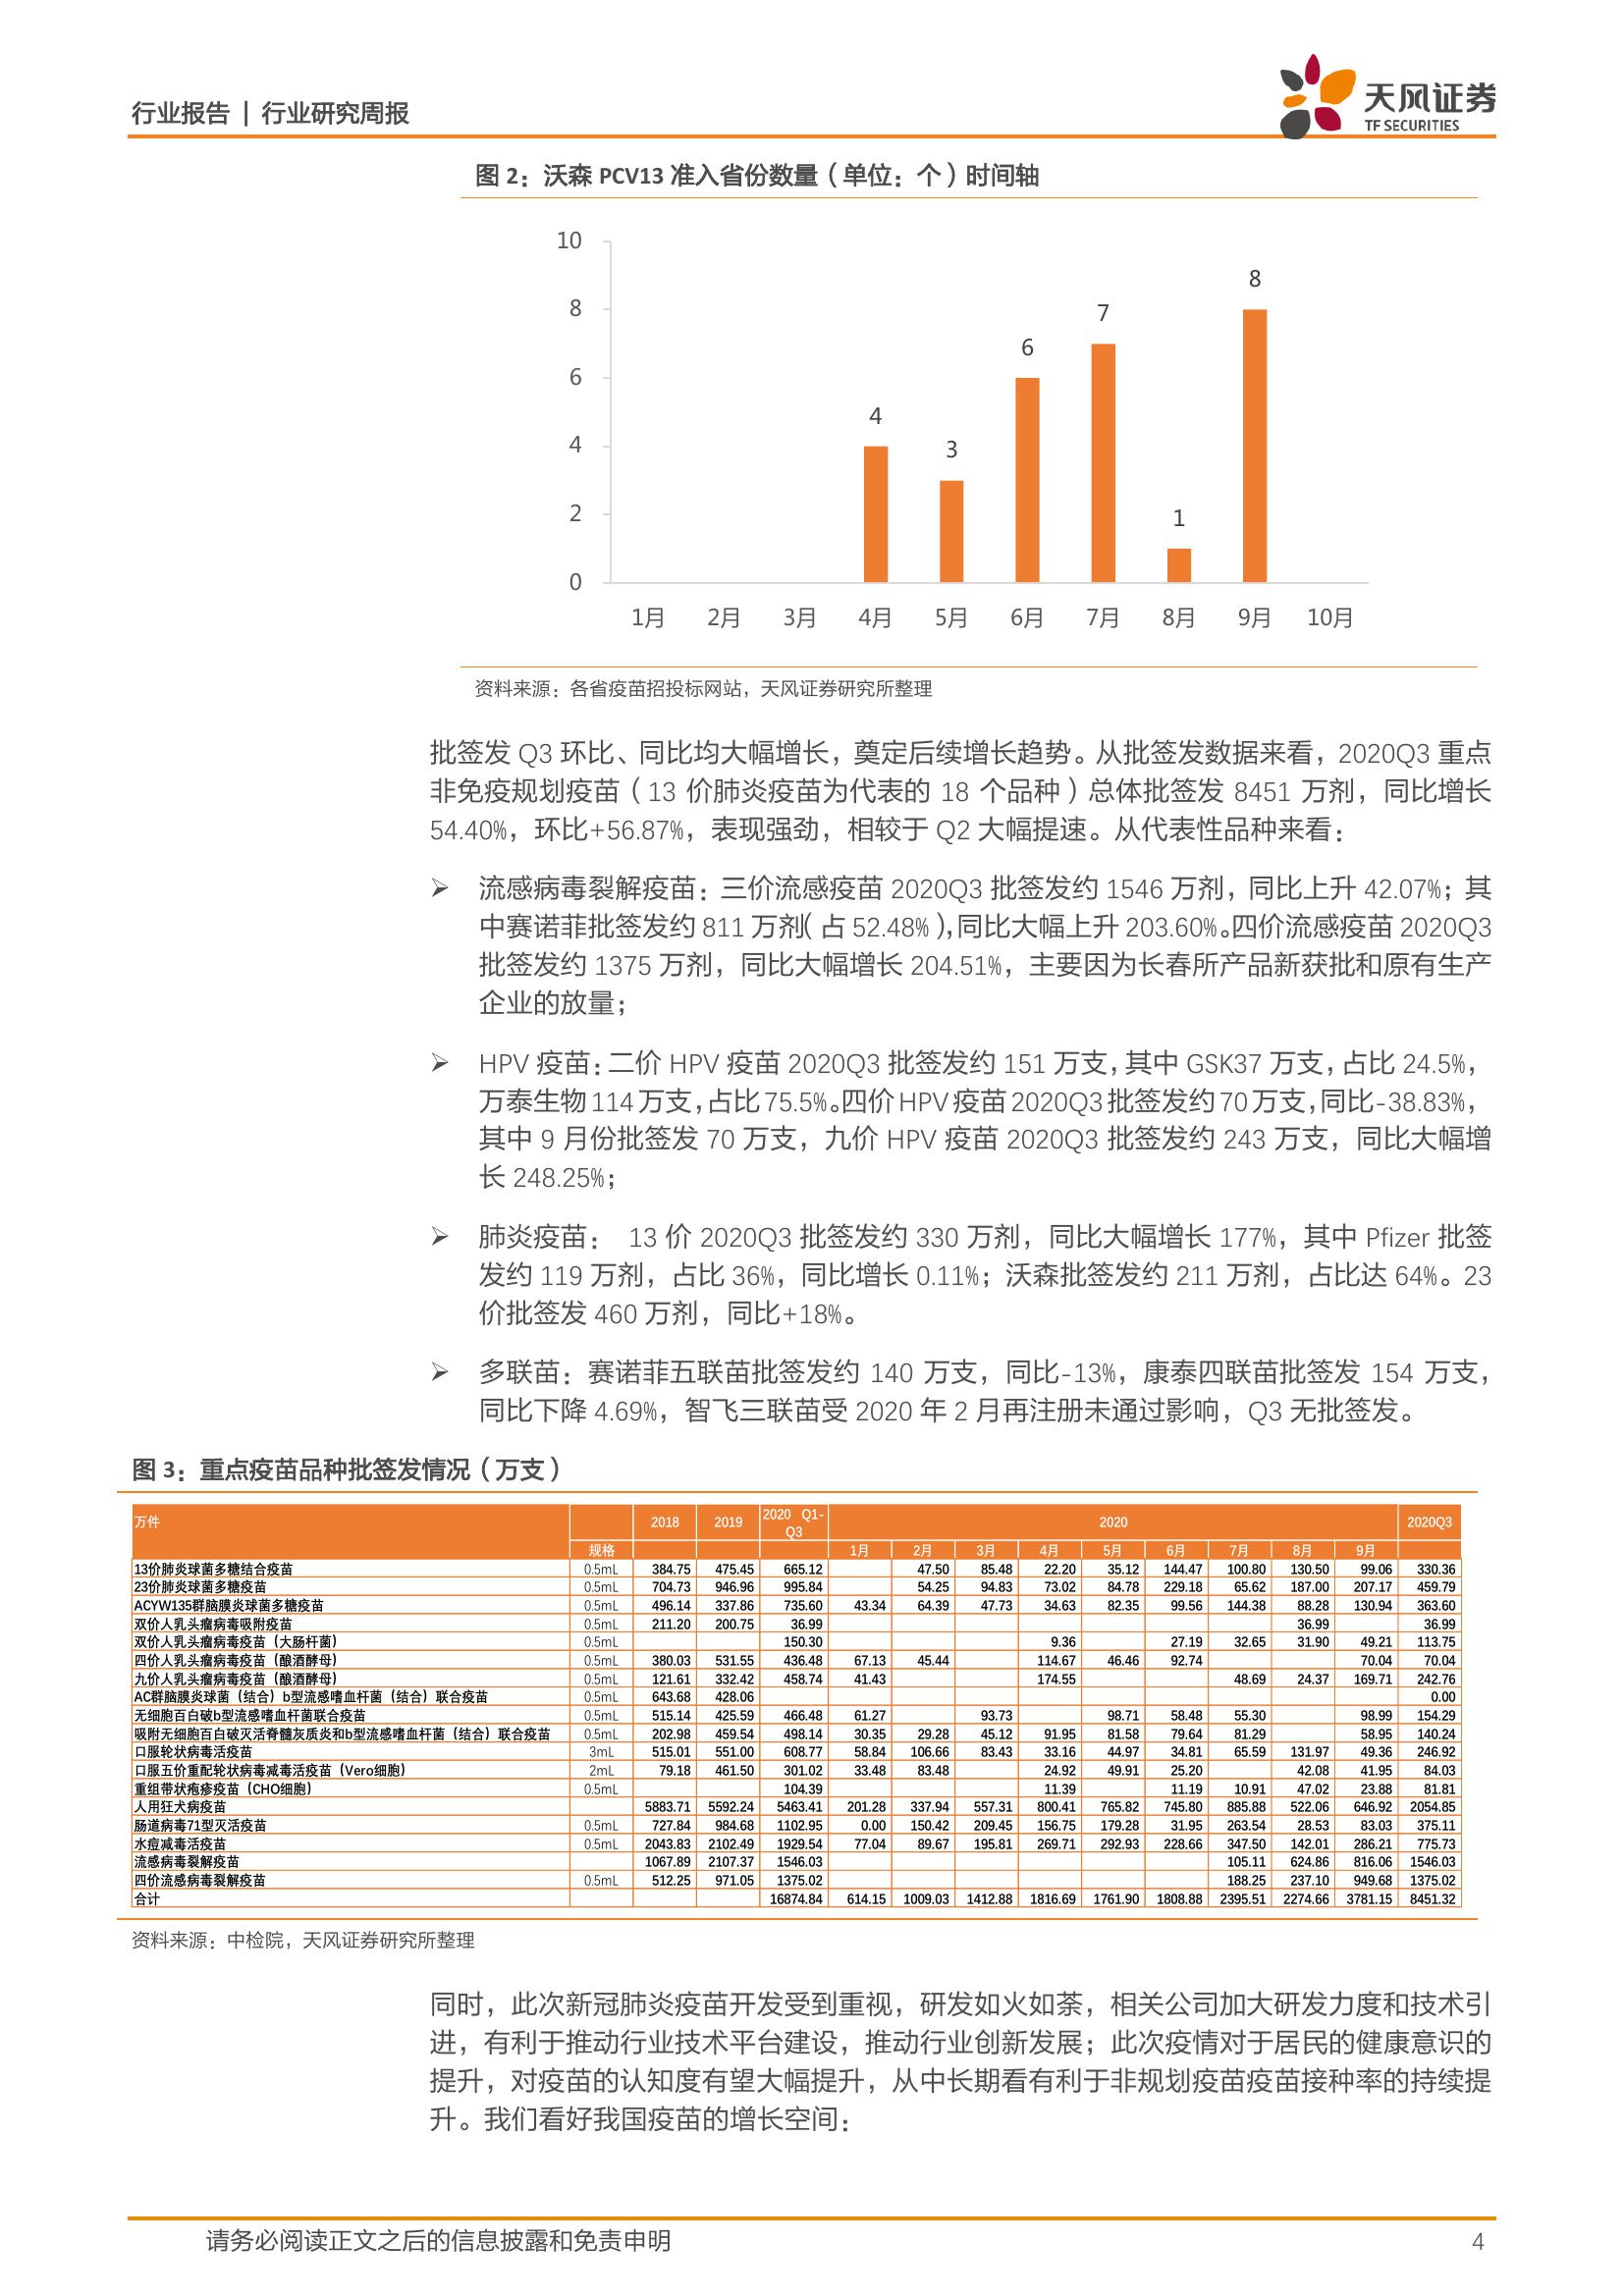 行业报告 | 行业研究周报
天风证券
TF SECURITIES
图 2：沃森 PCV13 准入省份数量（单位：个）时间轴
10
8
6
4
2
0
4
3
6
7
1
8
1月 2月 3月 4月 5月 6月 7月 8月 9月 10月
资料来源：各省疫苗招投标网站，天风证券研究所整理
批签发 Q3 环比、同比均大幅增长，奠定后续增长趋势。从批签发数据来看，2020Q3 重点
非免疫规划疫苗（13 价肺炎疫苗为代表的 18 个品种）总体批签发 8451 万剂，同比增长
54.40%，环比+56.87%，表现强劲，相较于 Q2 大幅提速。从代表性品种来看：
➢ 流感病毒裂解疫苗：三价流感疫苗 2020Q3 批签发约 1546 万剂，同比上升 42.07%；其
中赛诺菲批签发约 811 万剂（占 52.48%），同比大幅上升 203.60%。四价流感疫苗 2020Q3
批签发约 1375 万剂，同比大幅增长 204.51%，主要因为长春所产品新获批和原有生产
企业的放量；
➢ HPV 疫苗：二价 HPV 疫苗 2020Q3 批签发约 151 万支，其中 GSK37 万支，占比 24.5%，
万泰生物 114 万支，占比 75.5%。四价 HPV 疫苗 2020Q3 批签发约 70 万支，同比-38.83%，
其中 9 月份批签发 70 万支，九价 HPV 疫苗 2020Q3 批签发约 243 万支，同比大幅增
长 248.25%；
➢ 肺炎疫苗： 13 价 2020Q3 批签发约 330 万剂，同比大幅增长 177%，其中 Pfizer 批签
发约 119 万剂，占比 36%，同比增长 0.11%；沃森批签发约 211 万剂，占比达 64%。23
价批签发 460 万剂，同比+18%。
➢ 多联苗：赛诺菲五联苗批签发约 140 万支，同比-13%，康泰四联苗批签发 154 万支，
同比下降 4.69%，智飞三联苗受 2020 年 2 月再注册未通过影响，Q3 无批签发。
图 3：重点疫苗品种批签发情况（万支）
万件 2018 2019 2020 Q1-Q3 2020 2020Q3
规格 1月 2月 3月 4月 5月 6月 7月 8月 9月
13价肺炎球菌多糖结合疫苗 0.5mL 384.75 475.45 665.12 47.50 85.48 22.20 35.12 144.47 100.80 130.50 99.06 330.36
23价肺炎球菌多糖疫苗 0.5mL 704.73 946.96 995.84 54.25 94.83 73.02 84.78 229.18 65.62 187.00 207.17 459.79
ACYW135群脑膜炎球菌多糖疫苗 0.5mL 496.14 337.86 735.60 43.34 64.39 47.73 34.63 82.35 99.56 144.38 88.28 130.94 363.60
双价人乳头瘤病毒吸附疫苗 0.5mL 211.20 200.75 36.99 36.99 36.99
双价人乳头瘤病毒疫苗（大肠杆菌） 0.5mL 150.30 9.36 27.19 32.65 31.90 49.21 113.75
四价人乳头瘤病毒疫苗（酿酒酵母） 0.5mL 380.03 531.55 436.48 67.13 45.44 114.67 46.46 92.74 70.04 70.04
九价人乳头瘤病毒疫苗（酿酒酵母） 0.5mL 121.61 332.42 458.74 41.43 174.55 48.69 24.37 169.71 242.76
AC群脑膜炎球菌（结合）b型流感嗜血杆菌（结合）联合疫苗 0.5mL 643.68 428.06 0.00
无细胞百白破b型流感嗜血杆菌联合疫苗 0.5mL 515.14 425.59 466.48 61.27 93.73 98.71 58.48 55.30 98.99 154.29
吸附无细胞百白破灭活脊髓灰质炎和b型流感嗜血杆菌（结合）联合疫苗 0.5mL 202.98 459.54 498.14 30.35 29.28 45.12 91.95 81.58 79.64 81.29 58.95 140.24
口服轮状病毒活疫苗 3mL 515.01 551.00 608.77 58.84 106.66 83.43 33.16 44.97 34.81 65.59 131.97 49.36 246.92
口服五价重配轮状病毒减毒活疫苗（Vero细胞） 2mL 79.18 461.50 301.02 33.48 83.48 24.92 49.91 25.20 42.08 41.95 84.03
重组带状疱疹疫苗（CHO细胞） 0.5mL 104.39 11.39 11.19 10.91 47.02 23.88 81.81
人用狂犬病疫苗 5883.71 5592.24 5463.41 201.28 337.94 557.31 800.41 765.82 745.80 885.88 522.06 646.92 2054.85
肠道病毒71型灭活疫苗 0.5mL 727.84 984.68 1102.95 0.00 150.42 209.45 156.75 179.28 31.95 263.54 28.53 83.03 375.11
水痘减毒活疫苗 0.5mL 2043.83 2102.49 1929.54 77.04 89.67 195.81 269.71 292.93 228.66 347.50 142.01 286.21 775.73
流感病毒裂解疫苗 1067.89 2107.37 1546.03 105.11 624.86 816.06 1546.03
四价流感病毒裂解疫苗 0.5mL 512.25 971.05 1375.02 188.25 237.10 949.68 1375.02
合计 16874.84 614.15 1009.03 1412.88 1816.69 1761.90 1808.88 2395.51 2274.66 3781.15 8451.32
资料来源：中检院，天风证券研究所整理
同时，此次新冠肺炎疫苗开发受到重视，研发如火如荼，相关公司加大研发力度和技术引
进，有利于推动行业技术平台建设，推动行业创新发展；此次疫情对于居民的健康意识的
提升，对疫苗的认知度有望大幅提升，从中长期看有利于非规划疫苗疫苗接种率的持续提
升。我们看好我国疫苗的增长空间：
请务必阅读正文之后的信息披露和免责申明 4